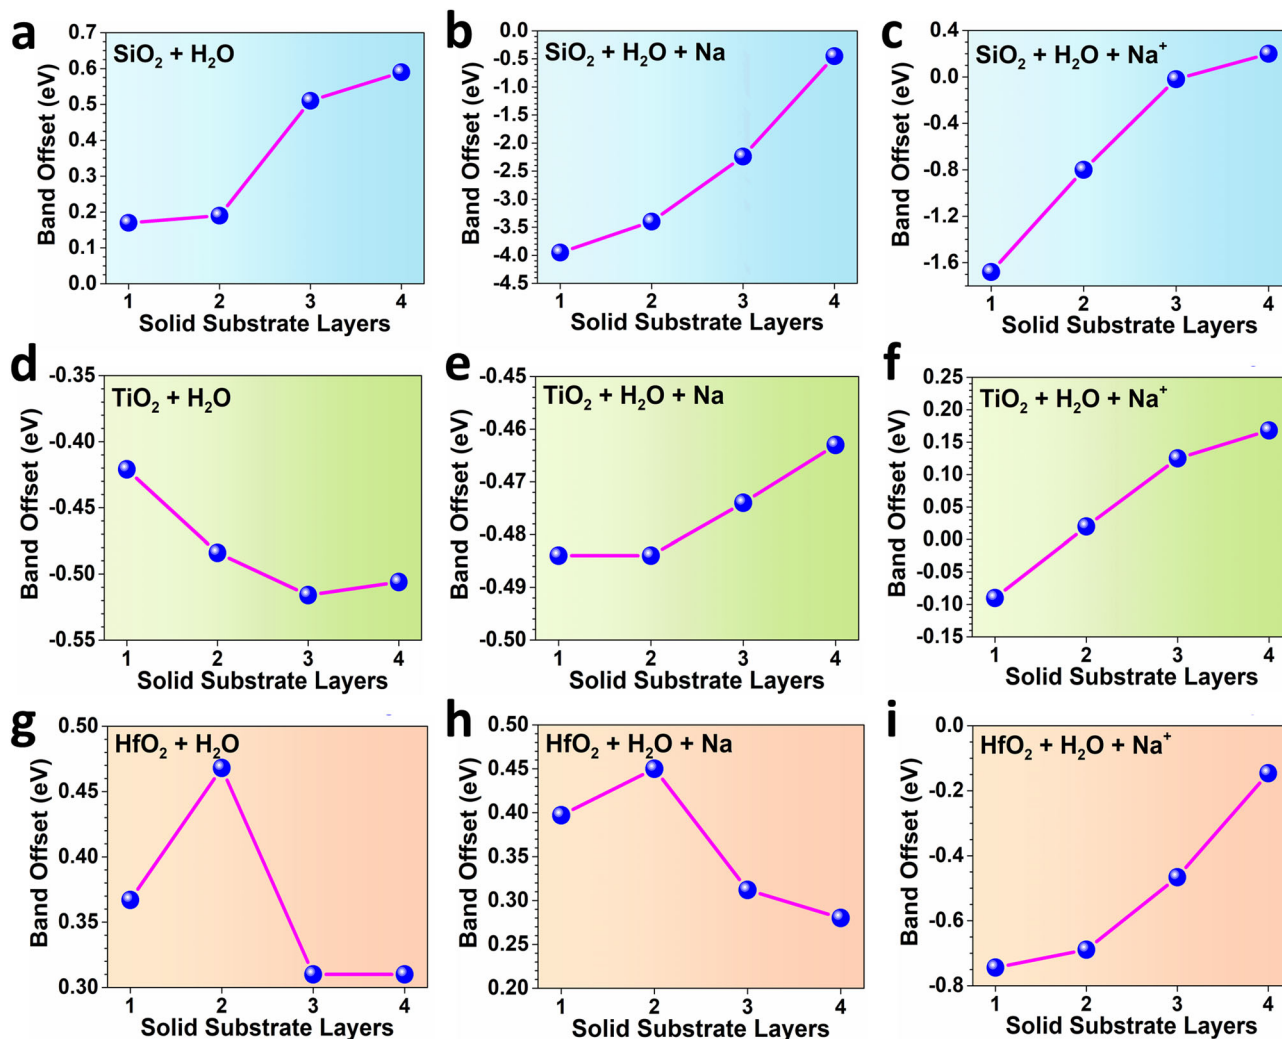 a
SiO₂ + H₂O
Band Offset (eV)
0.7
0.6
0.5
0.4
0.3
0.2
0.1
0.0
1 2 3 4
Solid Substrate Layers
b
SiO₂ + H₂O + Na
Band Offset (eV)
0.0
-0.5
-1.0
-1.5
-2.0
-2.5
-3.0
-3.5
-4.0
-4.5
1 2 3 4
Solid Substrate Layers
c
SiO₂ + H₂O + Na⁺
Band Offset (eV)
0.4
0.0
-0.4
-0.8
-1.2
-1.6
1 2 3 4
Solid Substrate Layers
d
TiO₂ + H₂O
Band Offset (eV)
-0.35
-0.40
-0.45
-0.50
-0.55
1 2 3 4
Solid Substrate Layers
e
TiO₂ + H₂O + Na
Band Offset (eV)
-0.45
-0.46
-0.47
-0.48
-0.49
-0.50
1 2 3 4
Solid Substrate Layers
f
TiO₂ + H₂O + Na⁺
Band Offset (eV)
0.25
0.20
0.15
0.10
0.05
0.00
-0.05
-0.10
-0.15
1 2 3 4
Solid Substrate Layers
g
HfO₂ + H₂O
Band Offset (eV)
0.50
0.45
0.40
0.35
0.30
1 2 3 4
Solid Substrate Layers
h
HfO₂ + H₂O + Na
Band Offset (eV)
0.50
0.45
0.40
0.35
0.30
0.25
0.20
1 2 3 4
Solid Substrate Layers
i
HfO₂ + H₂O + Na⁺
Band Offset (eV)
0.0
-0.2
-0.4
-0.6
-0.8
1 2 3 4
Solid Substrate Layers